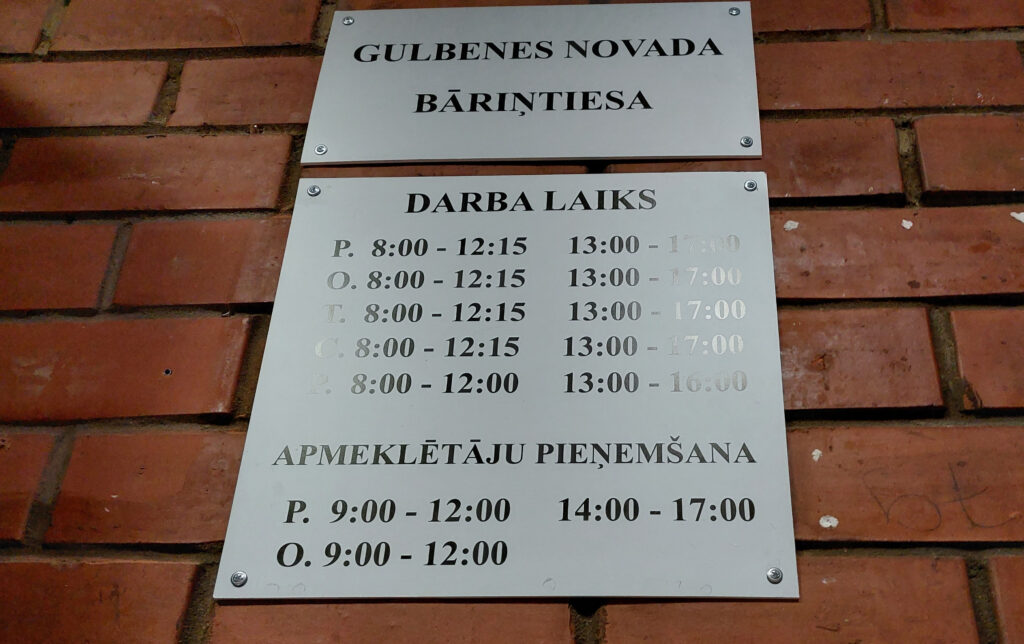 GULBENES NOVADA
BĀRIŅTIESA
DARBA LAIKS
P. 8:00 - 12:15 13:00 - 17:00
O. 8:00 - 12:15 13:00 - 17:00
T. 8:00 - 12:15 13:00 - 17:00
C. 8:00 - 12:15 13:00 - 17:00
P. 8:00 - 12:00 13:00 - 16:00
APMEKLĒTĀJU PIEŅEMŠANA
P. 9:00 - 12:00 14:00 - 17:00
O. 9:00 - 12:00